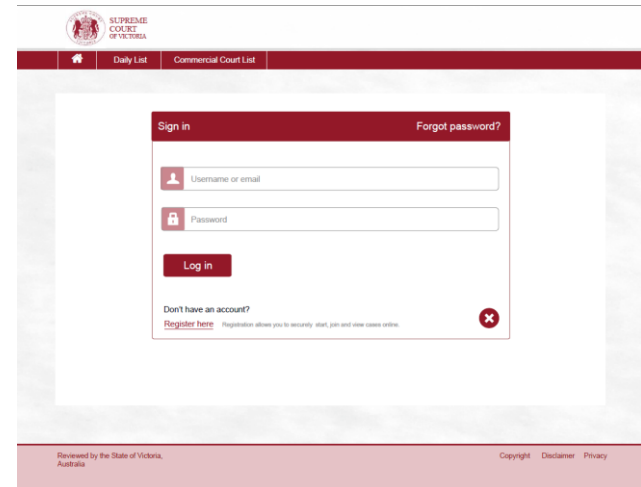 SUPREME
COURT
OF VICTORIA
Daily List Commercial Court List
Sign in Forgot password?
Username or email
Password
Log in
Don't have an account?
Register here Registration allows you to securely start, join and view cases online.
Reviewed by the State of Victoria, Copyright Disclaimer Privacy
Australia